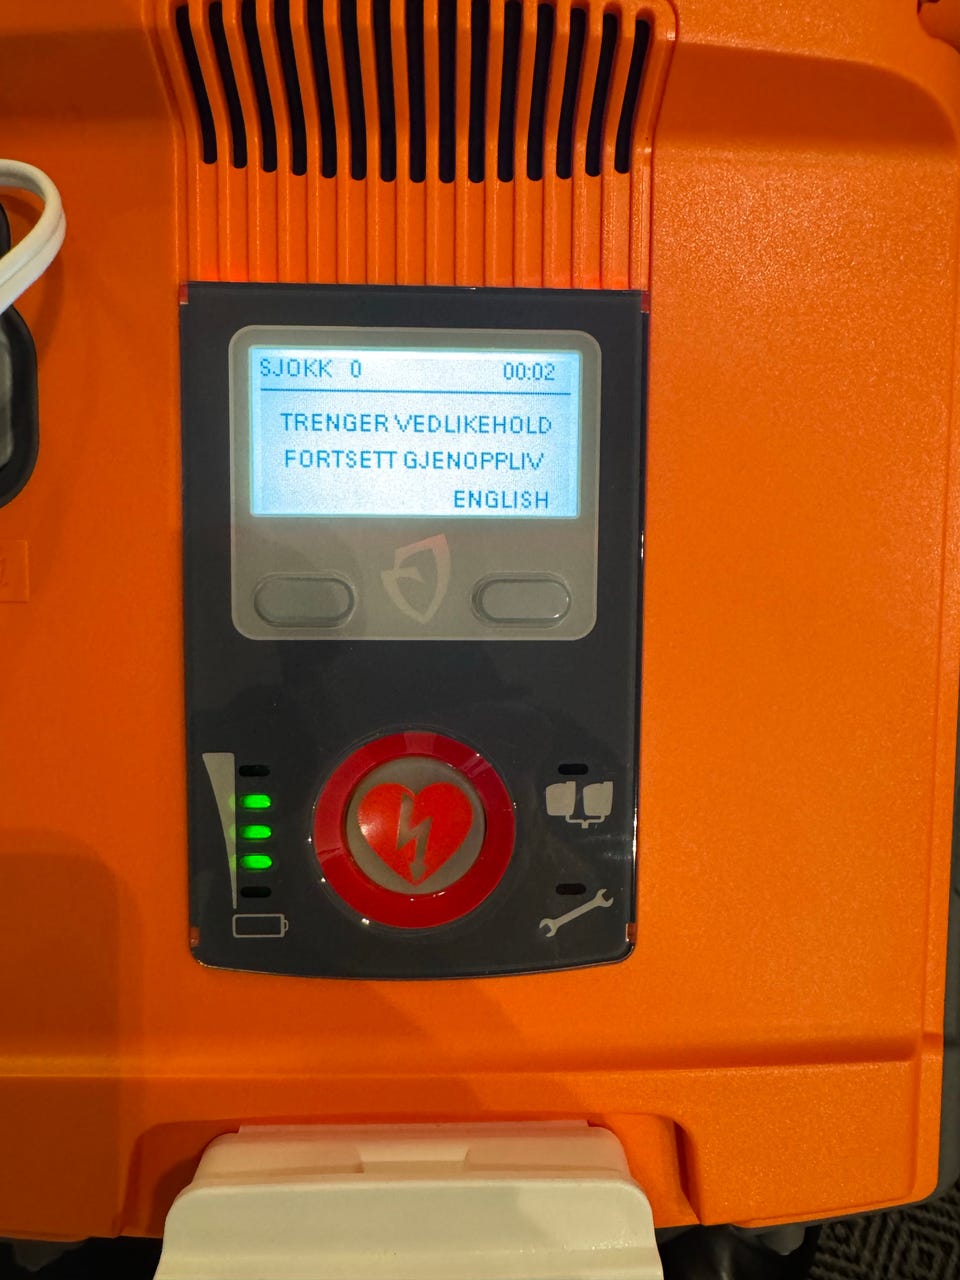 SJOKK 0 00:02
TRENGER VEDLIKEHOLD
FORTSETT GJENOPPLIV
ENGLISH